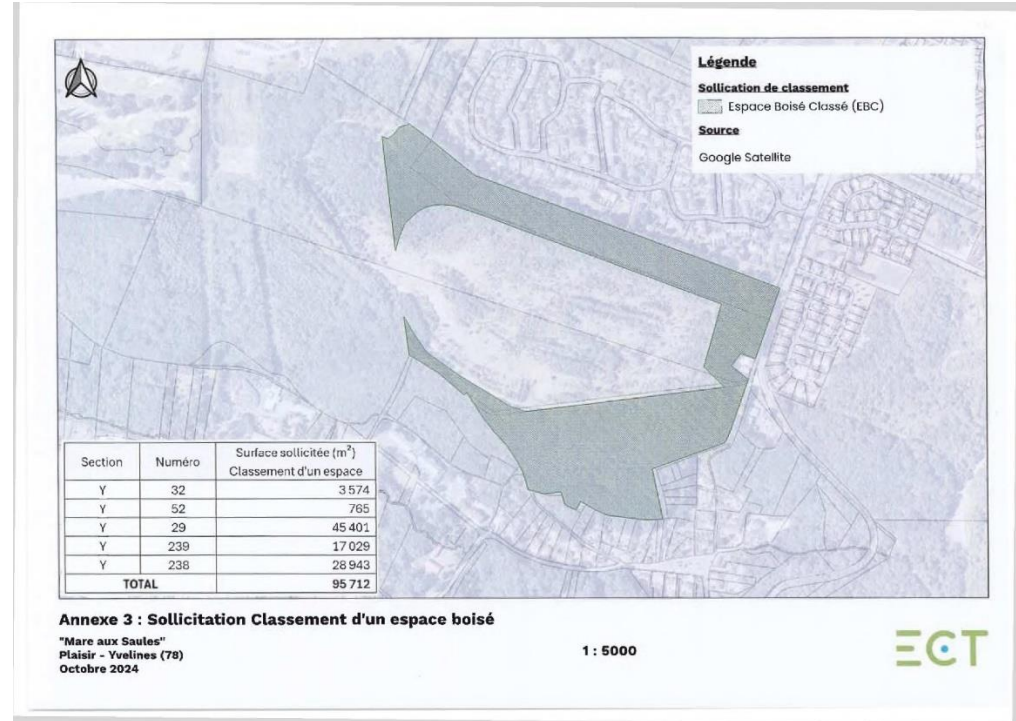 Légende
Sollication de classement
Espace Boisé Classé (EBC)
Source
Google Satellite
Section Numéro Surface sollicitée (m²) Classement d'un espace
Y 32 3 574
Y 52 765
Y 29 45 401
Y 239 17 029
Y 238 28 943
TOTAL 95 712
Annexe 3 : Sollicitation Classement d'un espace boisé
"Mare aux Saules"
Plaisir - Yvelines (78)
Octobre 2024
1 : 5000
ECT